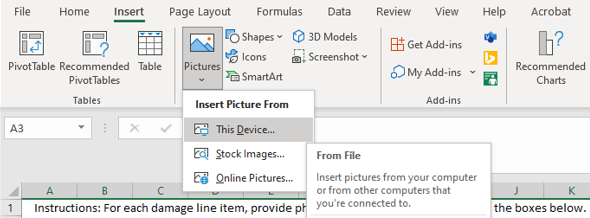 File Home Insert Page Layout Formulas Data Review View Help Acrobat
PivotTable Recommended PivotTables Table
Tables
Pictures
Shapes
Icons
SmartArt
3D Models
Screenshot
Get Add-ins
My Add-ins
Add-ins
Recommended Charts
Insert Picture From
This Device...
Stock Images...
Online Pictures...
A3
From File
Insert pictures from your computer
or from other computers that
you're connected to.
A B C D E F G H I J K
1 Instructions: For each damage line item, provide ph the boxes below.